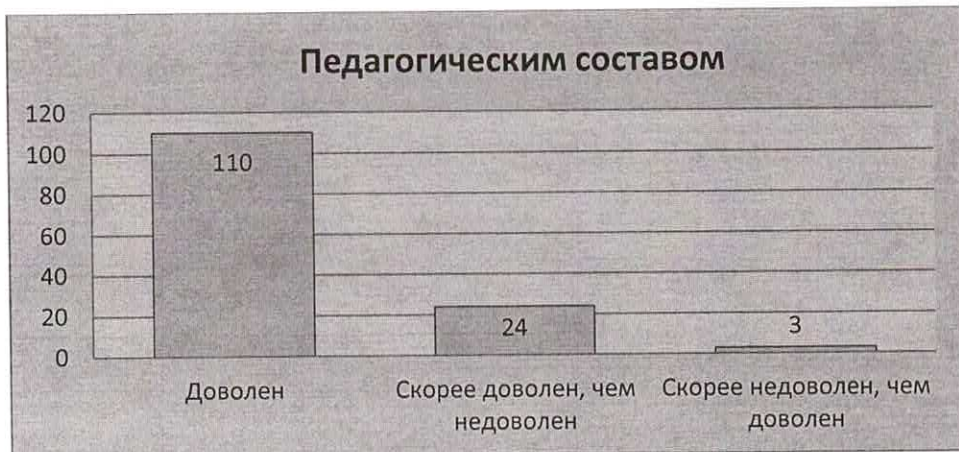 Педагогическим составом
120
100
80
60
40
20
0
110
24
3
Доволен
Скорее доволен, чем
недоволен
Скорее недоволен, чем
доволен